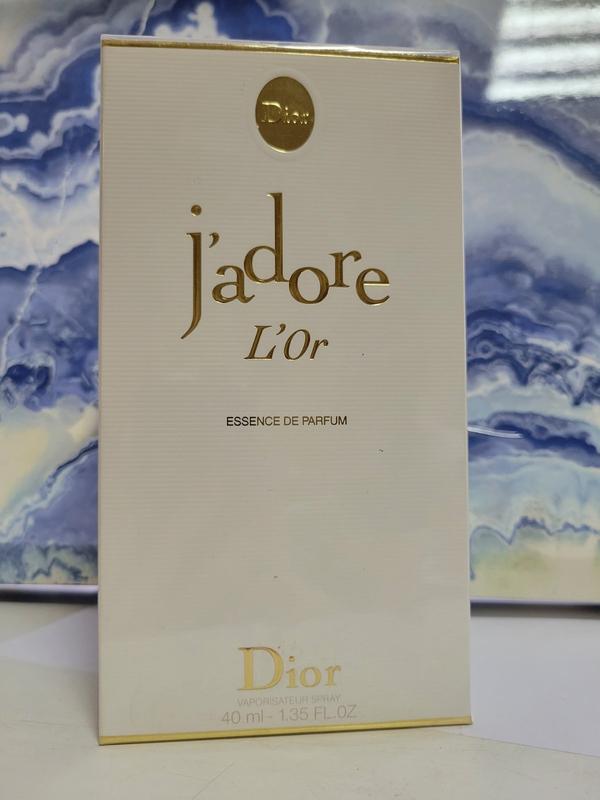 Dior
j'adore
L'Or
ESSENCE DE PARFUM
Dior
VAPORISATEUR SPRAY
40 ml - 1.35 FL.OZ